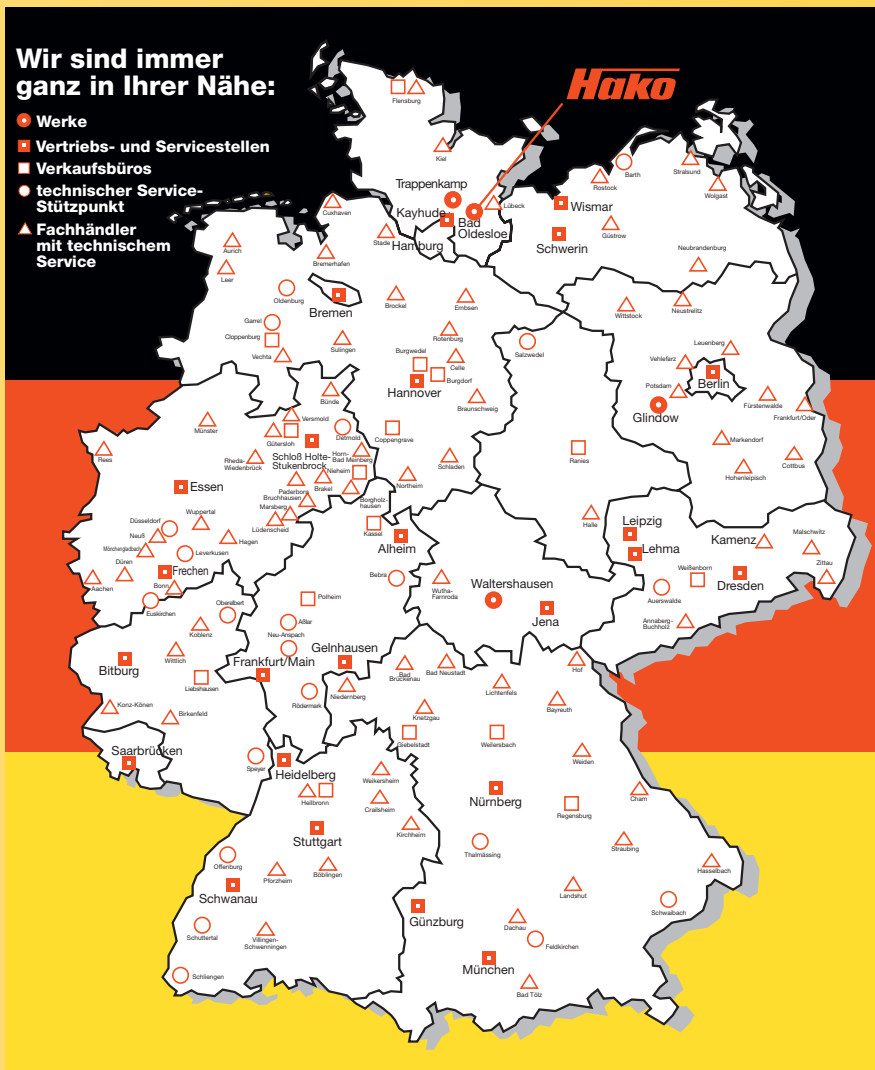 Wir sind immer
ganz in Ihrer Nähe:
Werke
Vertriebs- und Servicestellen
Verkaufsbüros
technischer Service-
Stützpunkt
Fachhändler
mit technischem
Service
Hako
Flensburg
Kiel
Trappenkamp
Kayhude
Bad
Oldesloe
Lübeck
Hamburg
Cuxhaven
Stade
Bremerhafen
Aurich
Leer
Oldenburg
Bremen
Brockel
Embsen
Garrel
Cloppenburg
Vechta
Sulingen
Rotenburg
Burgwedel
Celle
Burgdorf
Hannover
Braunschweig
Rostock
Barth
Stralsund
Wolgast
Wismar
Schwerin
Güstrow
Neubrandenburg
Wittstock
Neustrelitz
Salzwedel
Leuenberg
Vehlefarz
Berlin
Potsdam
Glindow
Fürstenwalde
Frankfurt/Oder
Markendorf
Hohenleipisch
Cottbus
Ranies
Halle
Bünde
Versmold
Münster
Gütersloh
Detmold
Coppengrave
Rees
Rheda-
Wiedenbrück
Schloß Holte-
Stukenbrock
Horn-
Bad Meinberg
Nieheim
Schladen
Northeim
Essen
Paderborn
Brakel
Bruchhausen
Borgholz-
hausen
Marsberg
Lüdenscheid
Wuppertal
Düsseldorf
Neuß
Mönchengladbach
Hagen
Leverkusen
Düren
Frechen
Aachen
Bonn
Euskirchen
Kassel
Alheim
Bebra
Wutha-
Farnroda
Waltershausen
Jena
Leipzig
Lehma
Kamenz
Malschwitz
Weißenborn
Dresden
Zittau
Auerswalde
Annaberg-
Buchholz
Oberelbert
Koblenz
Polheim
Aßlar
Neu-Anspach
Gelnhausen
Frankfurt/Main
Bitburg
Wittlich
Liebshausen
Konz-Könen
Birkenfeld
Rödermark
Niedernberg
Bad
Brückenau
Bad Neustadt
Lichtenfels
Hof
Bayreuth
Knetzgau
Giebelstadt
Weilersbach
Weiden
Saarbrücken
Speyer
Heidelberg
Heilbronn
Weikersheim
Crailsheim
Kirchheim
Nürnberg
Regensburg
Cham
Straubing
Hasselbach
Thalmässing
Stuttgart
Offenburg
Pforzheim
Böblingen
Schwanau
Günzburg
Landshut
Schwaibach
Schuttertal
Villingen-
Schwenningen
Dachau
Feldkirchen
Schliengen
München
Bad Tölz